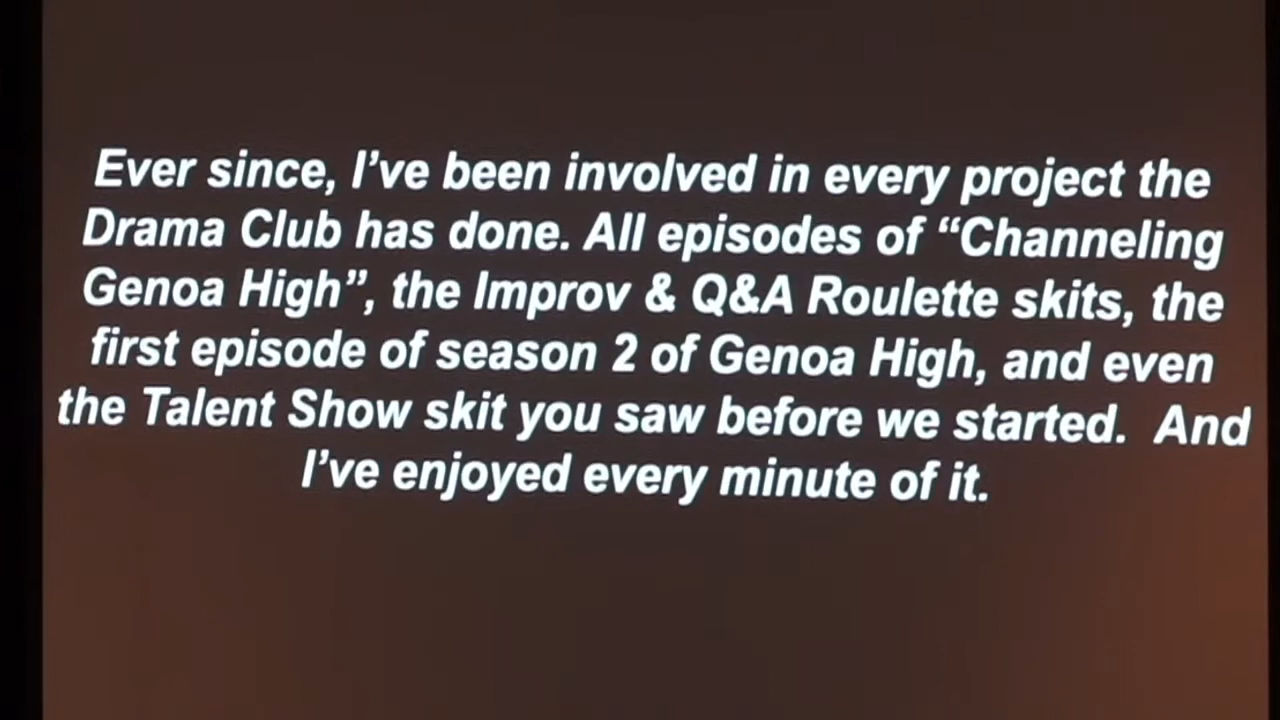 Ever since, I’ve been involved in every project the
Drama Club has done. All episodes of “Channeling
Genoa High”, the Improv & Q&A Roulette skits, the
first episode of season 2 of Genoa High, and even
the Talent Show skit you saw before we started.  And
I’ve enjoyed every minute of it.